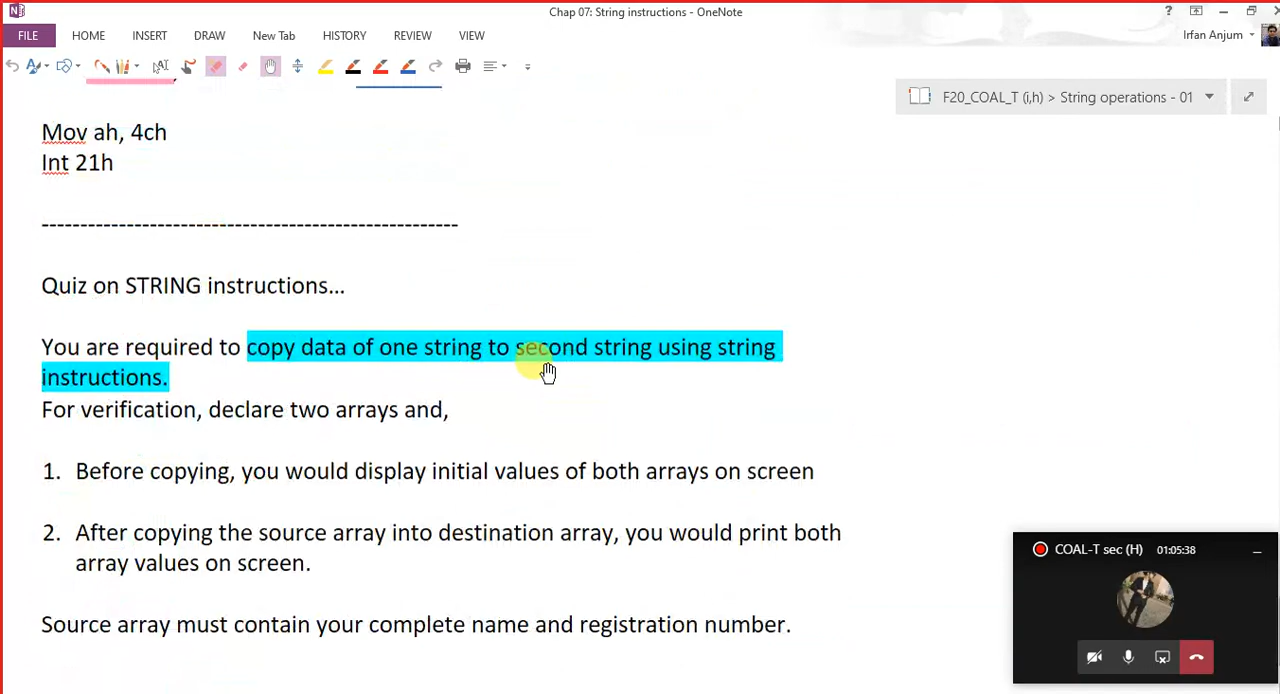 Chap 07: String instructions - OneNote
?
FILE HOME INSERT DRAW New Tab HISTORY REVIEW VIEW
Irfan Anjum
F20_COAL_T (i,h) > String operations - 01
Mov ah, 4ch
Int 21h
------------------------------------------------------
Quiz on STRING instructions...
You are required to copy data of one string to second string using string
instructions.
For verification, declare two arrays and,
1. Before copying, you would display initial values of both arrays on screen
2. After copying the source array into destination array, you would print both
array values on screen.
Source array must contain your complete name and registration number.
COAL-T sec (H) 01:05:38